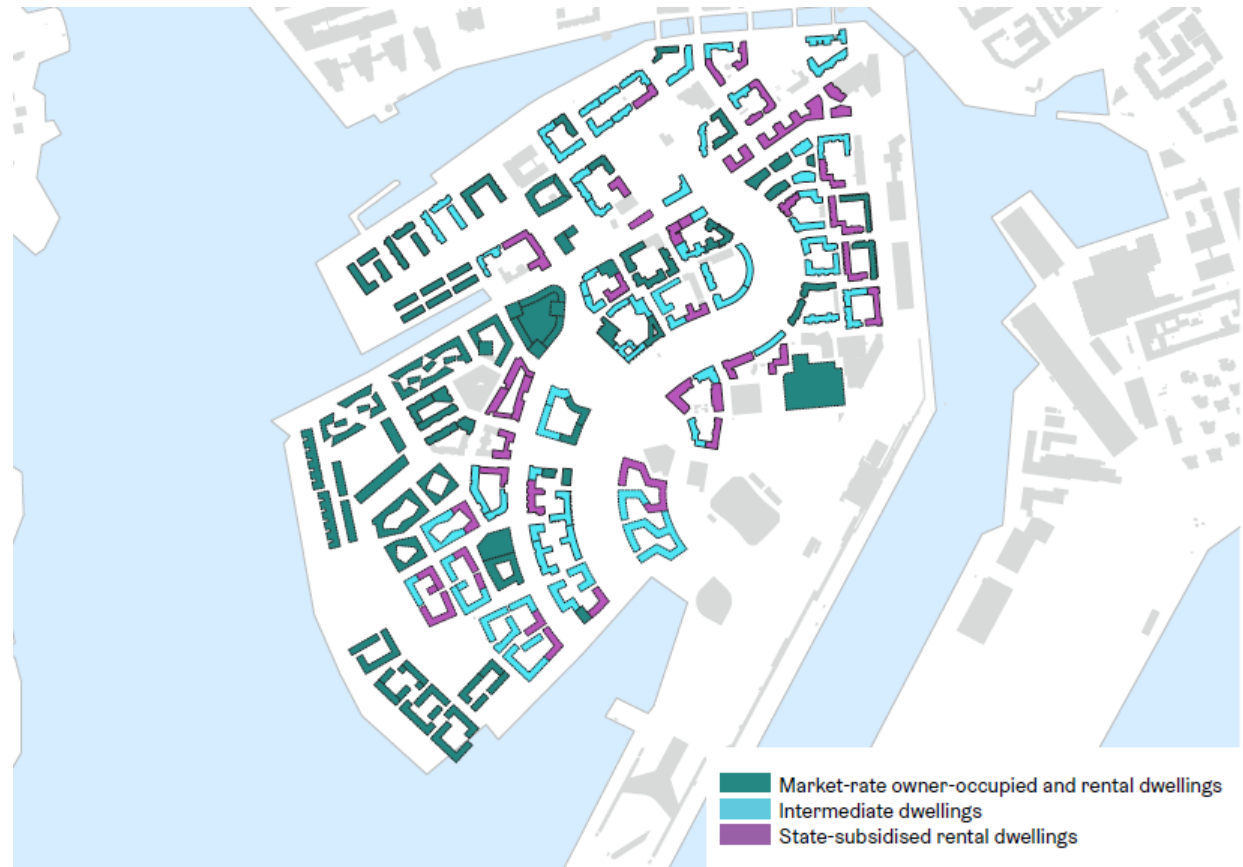 Market-rate owner-occupied and rental dwellings
Intermediate dwellings
State-subsidised rental dwellings